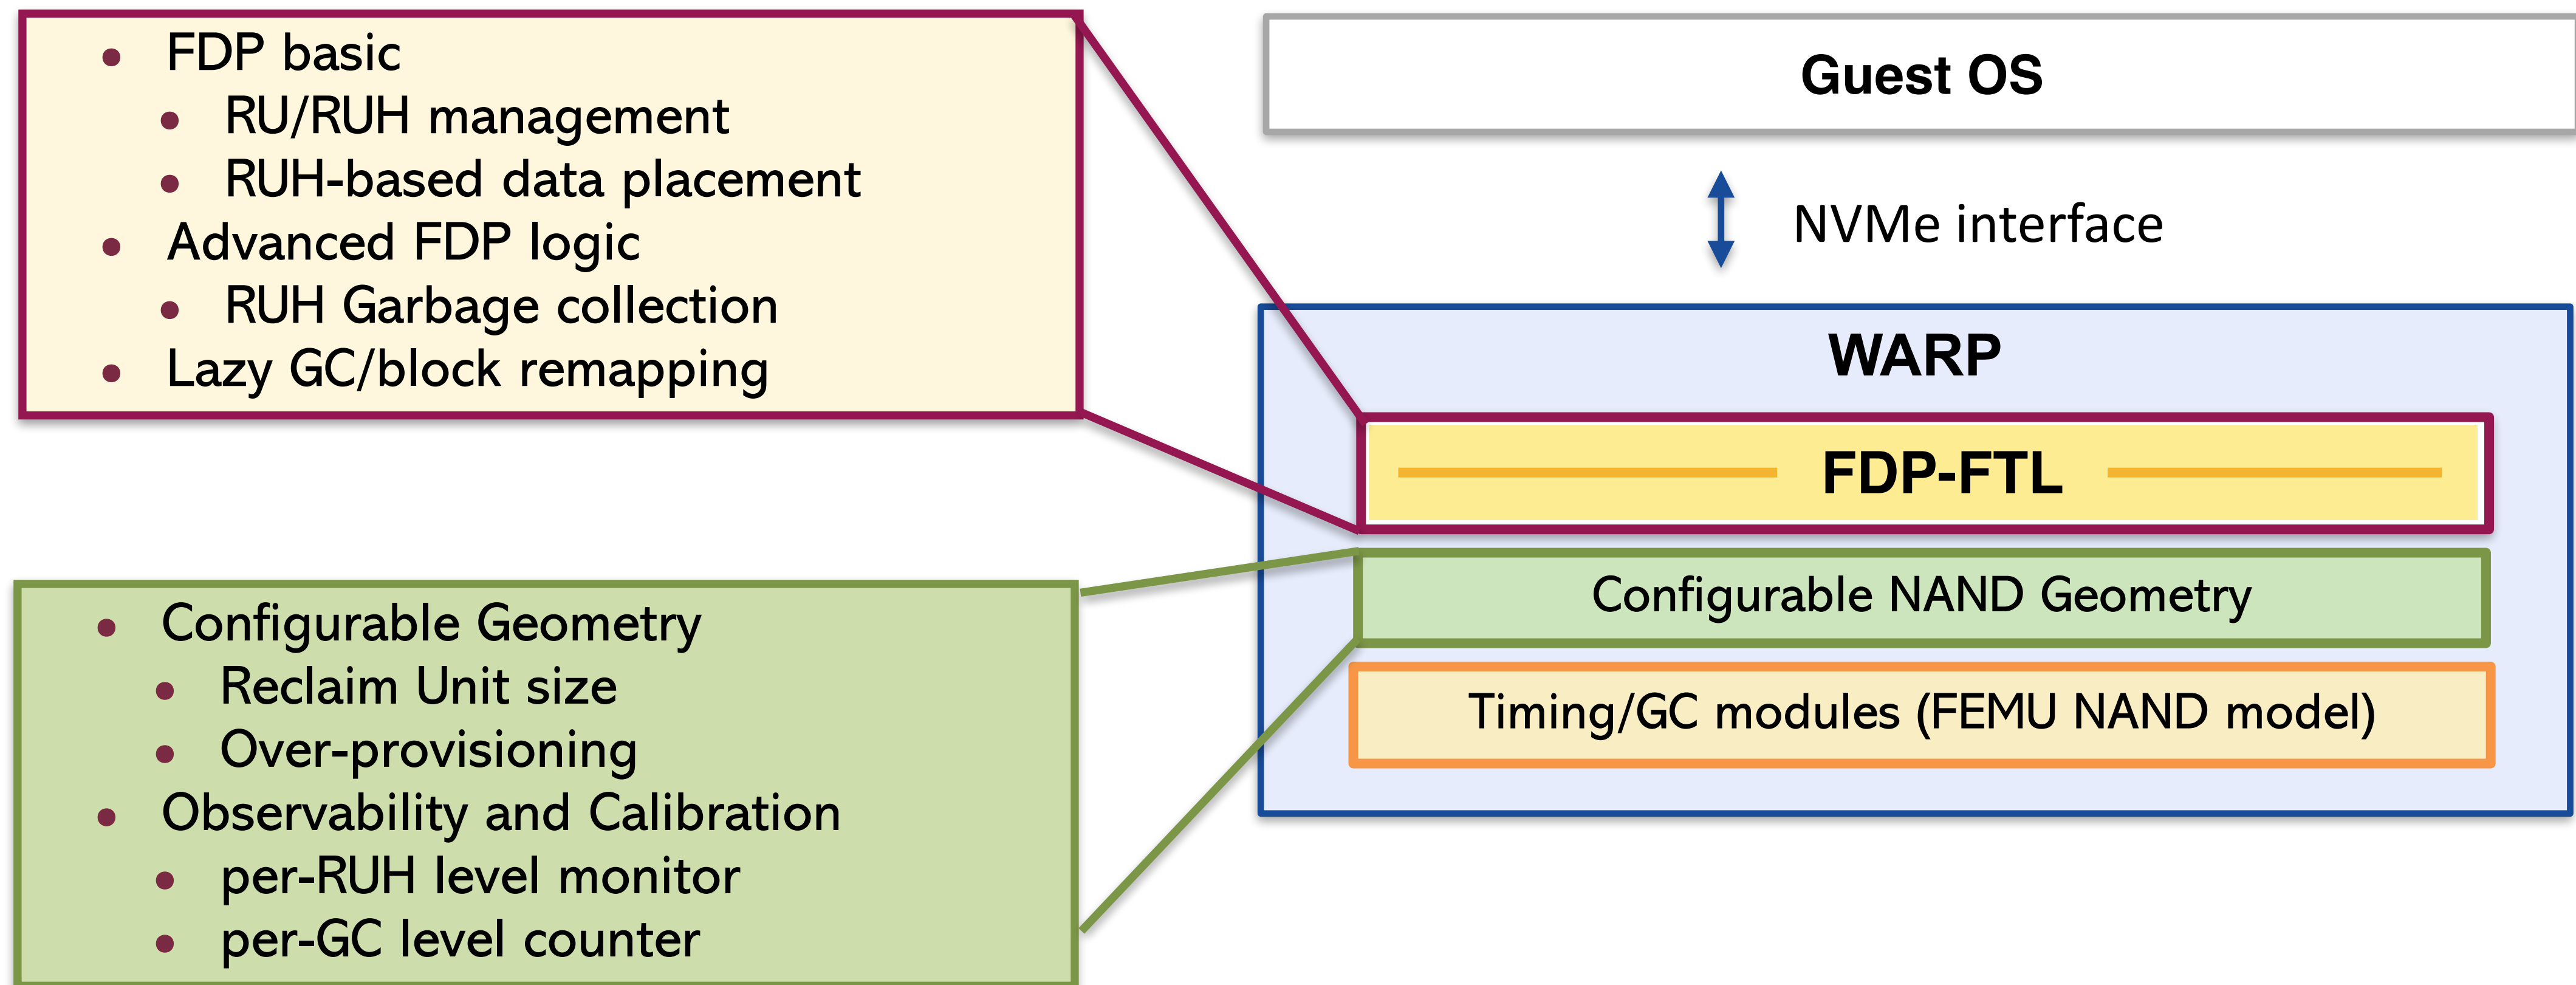 • FDP basic
• RU/RUH management
• RUH-based data placement
• Advanced FDP logic
• RUH Garbage collection
• Lazy GC/block remapping
• Configurable Geometry
• Reclaim Unit size
• Over-provisioning
• Observability and Calibration
• per-RUH level monitor
• per-GC level counter
Guest OS
NVMe interface
WARP
FDP-FTL
Configurable NAND Geometry
Timing/GC modules (FEMU NAND model)